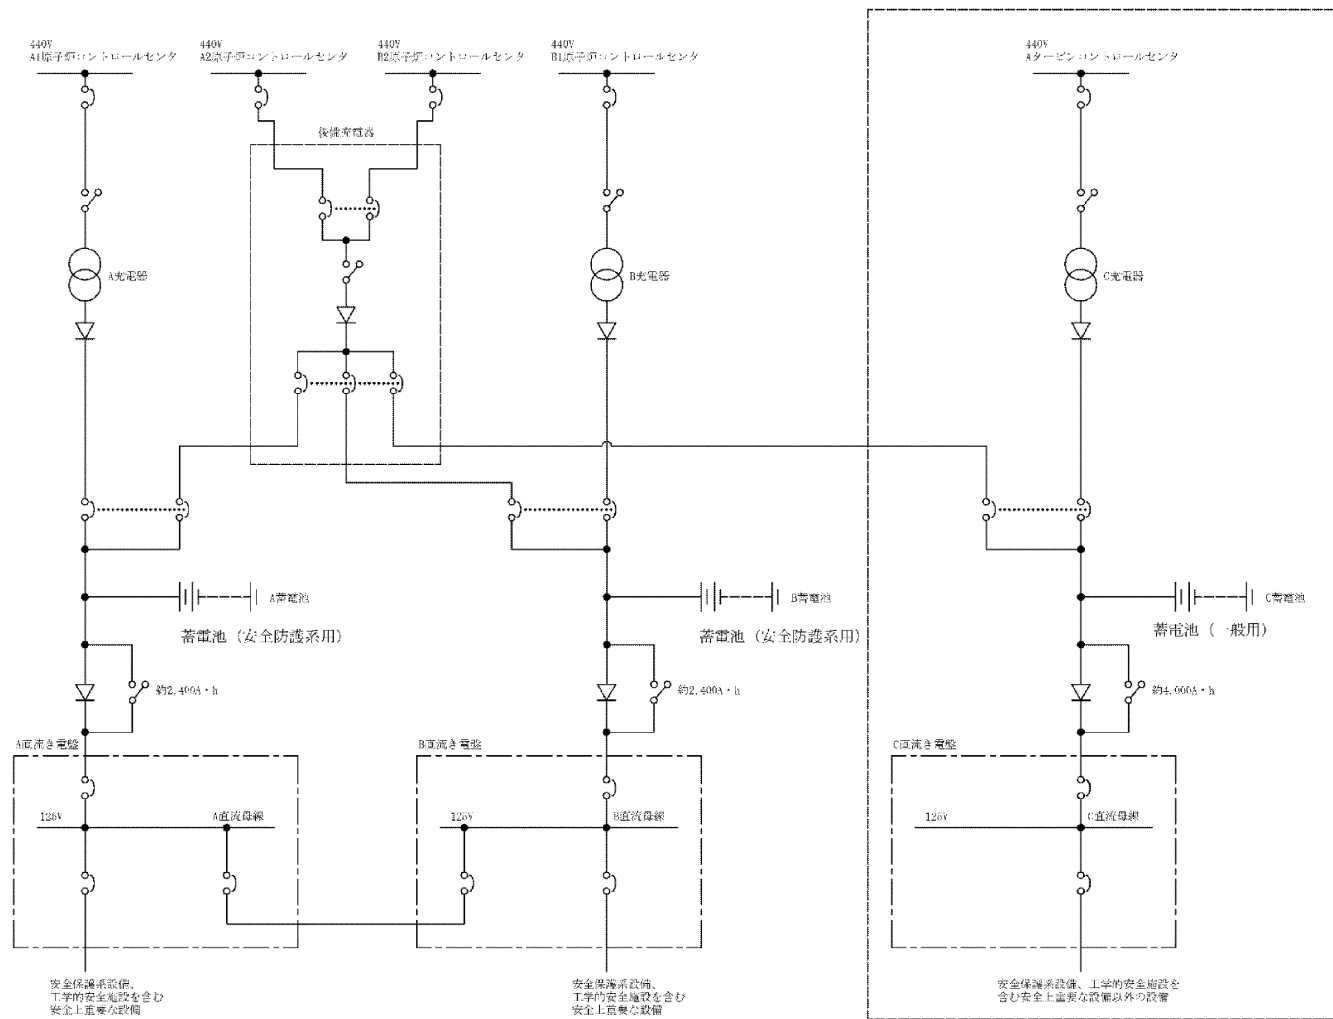 440V
A1原子炉コントロールセンタ
440V
A2原子炉コントロールセンタ
440V
B2原子炉コントロールセンタ
440V
B1原子炉コントロールセンタ
440V
Aタービンコントロールセンタ
後備充電器
A充電器
B充電器
C充電器
A蓄電池
B蓄電池
C蓄電池
蓄電池（安全防護系用）
蓄電池（安全防護系用）
蓄電池（一般用）
約2,400A・h
約2,400A・h
約4,000A・h
A直流き電盤
B直流き電盤
C直流き電盤
125V
A直流母線
125V
B直流母線
125V
C直流母線
安全保護系設備、
工学的安全施設を含む
安全上重要な設備
安全保護系設備、
工学的安全施設を含む
安全上重要な設備
安全保護系設備、工学的安全施設を
含む安全上重要な設備以外の設備